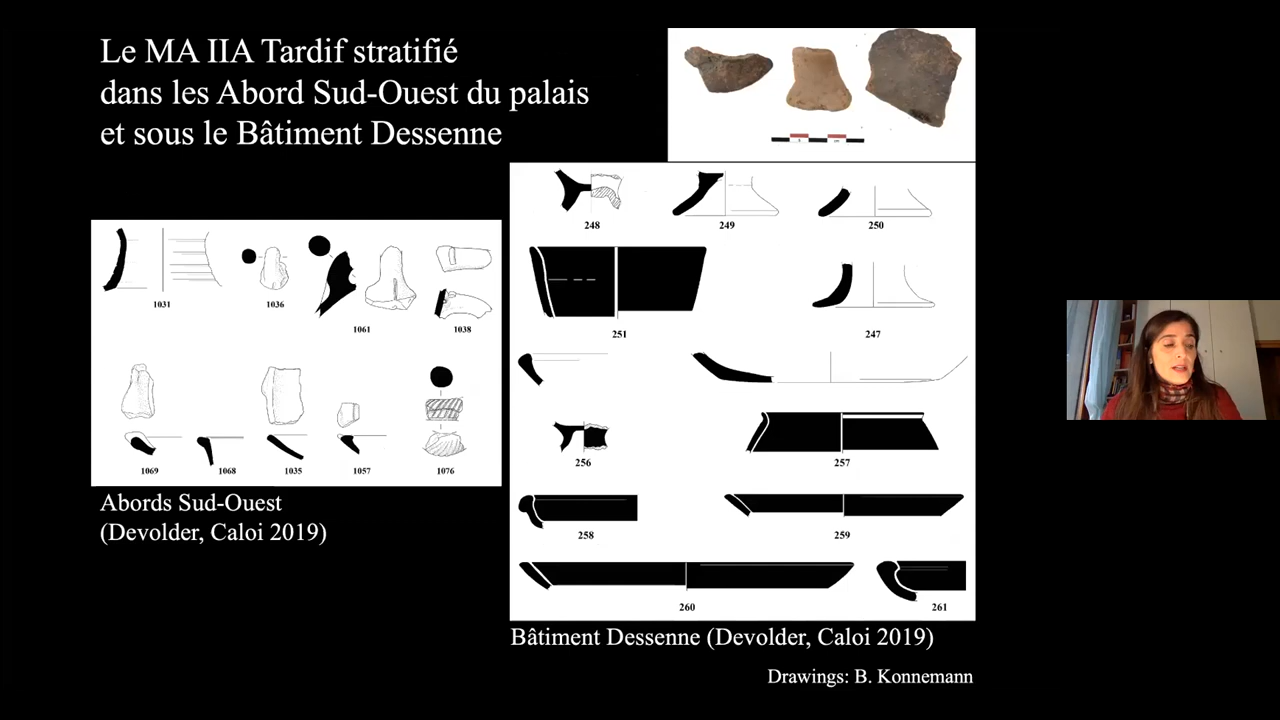 Le MA IIA Tardif stratifié
dans les Abord Sud-Ouest du palais
et sous le Bâtiment Dessenne
248
249
250
1031
1036
1061
1038
251
247
1069
1068
1035
1057
1076
256
257
258
259
260
261
Abords Sud-Ouest
(Devolder, Caloi 2019)
Bâtiment Dessenne (Devolder, Caloi 2019)
Drawings: B. Konnemann